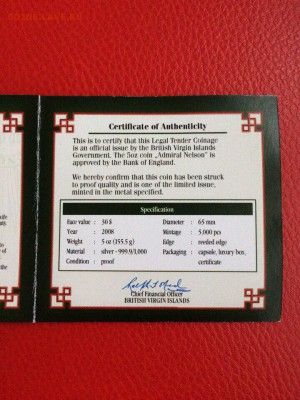 Certificate of Authenticity
This is to certify that this Legal Tender Coinage
is an official issue by the British Virgin Islands
Government. The 5oz coin „Admiral Nelson" is
approved by the Bank of England.
We hereby confirm that this coin has been struck
to proof quality and is one of the limited issue,
minted in the metal specified.
Specification
Face value : 30 $ Diameter : 65 mm
Year : 2008 Mintage : 5.000 pcs
Weight : 5 oz (155.5 g) Edge : reeded edge
Material : silver - 999.9/1,000 Packaging : capsule, luxury box,
Condition : proof certificate
Chief Financial Officer
BRITISH VIRGIN ISLANDS